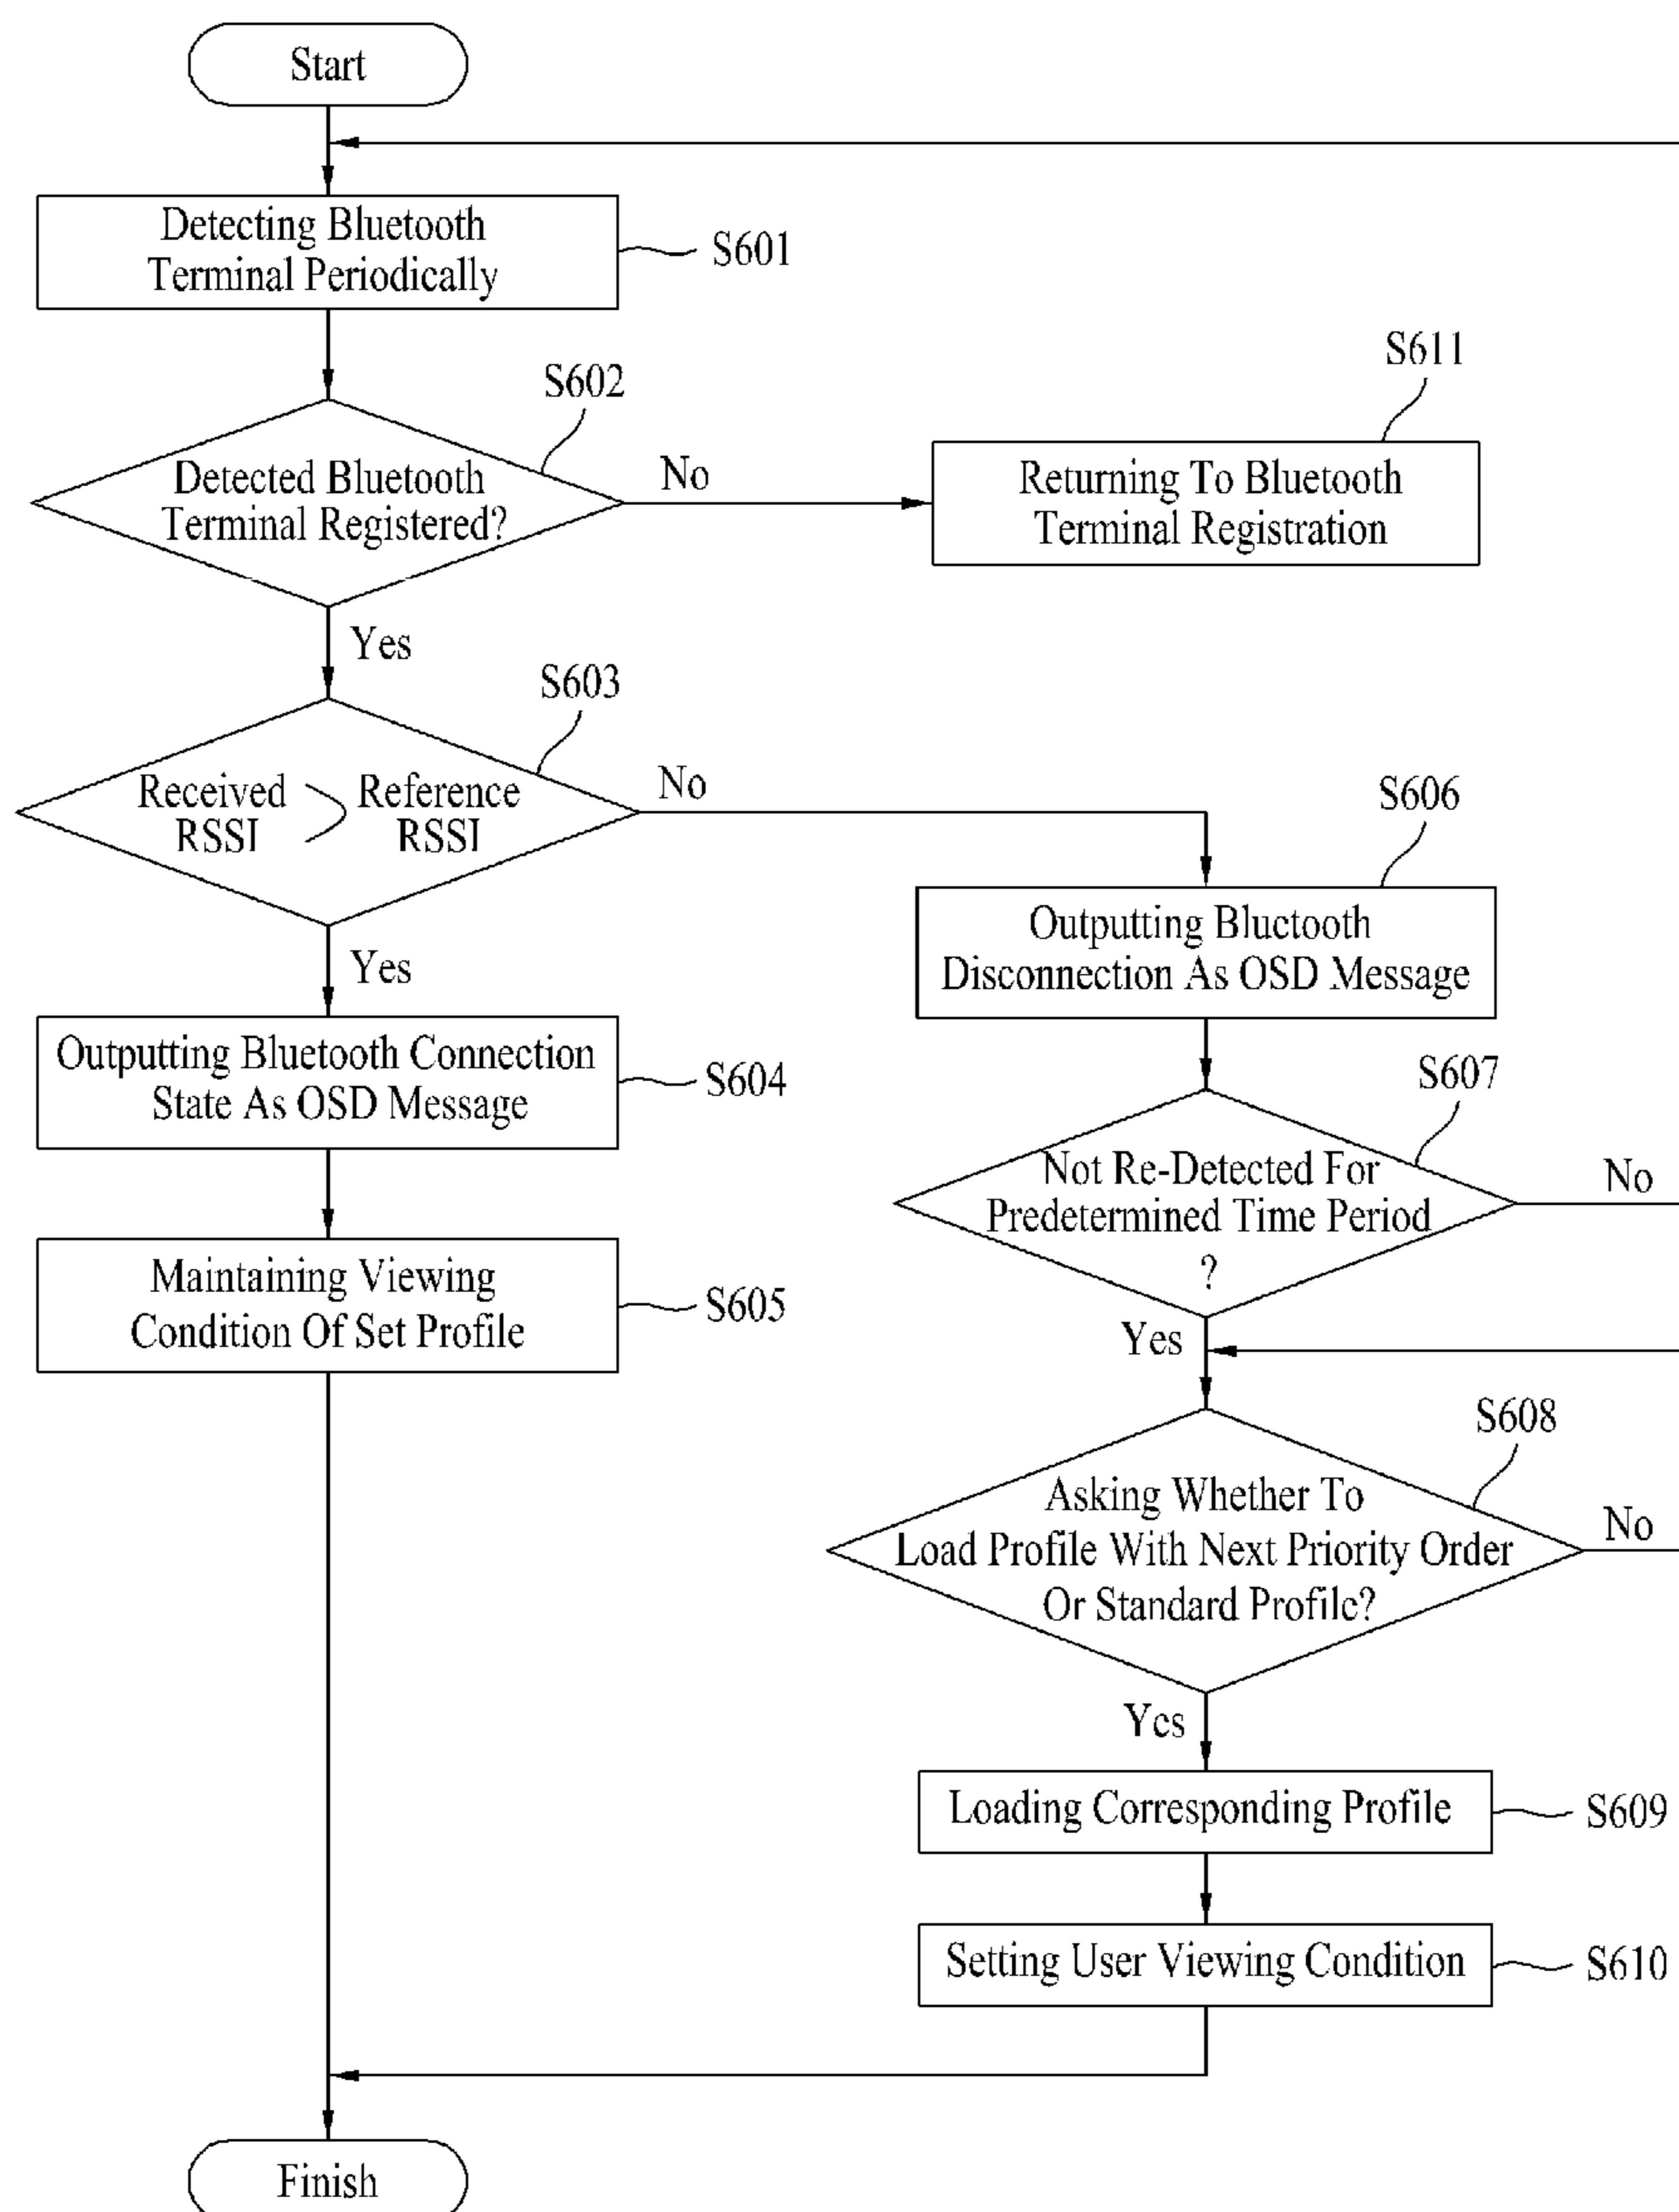 Start
Detecting Bluetooth
Terminal Periodically
S601
S602
Detected Bluetooth
Terminal Registered?
No
S611
Returning To Bluetooth
Terminal Registration
Yes
S603
Received
RSSI
>
Reference
RSSI
No
Yes
S606
Outputting Bluetooth
Disconnection As OSD Message
Outputting Bluetooth Connection
State As OSD Message
S604
S607
Not Re-Detected For
Predetermined Time Period
?
No
Maintaining Viewing
Condition Of Set Profile
S605
Yes
S608
Asking Whether To
Load Profile With Next Priority Order
Or Standard Profile?
No
Yes
Loading Corresponding Profile
S609
Setting User Viewing Condition
S610
Finish